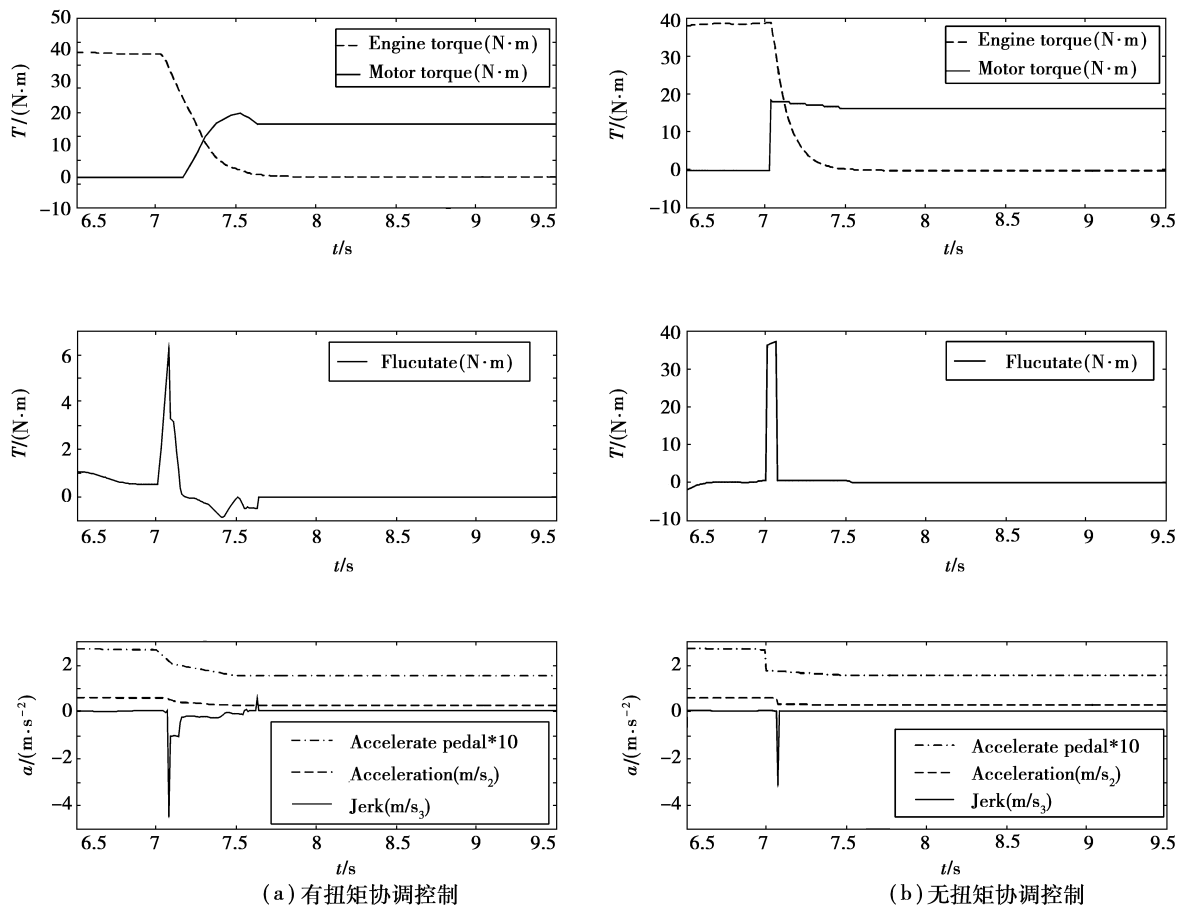 50
40
30
20
10
0
−10
T/(N·m)
Engine torque(N·m)
Motor torque(N·m)
6.5 7 7.5 8 8.5 9 9.5
t/s
40
30
20
10
0
−10
T/(N·m)
Engine torque(N·m)
Motor torque(N·m)
6.5 7 7.5 8 8.5 9 9.5
t/s
6
4
2
0
T/(N·m)
Flucutate(N·m)
6.5 7 7.5 8 8.5 9 9.5
t/s
40
30
20
10
0
−10
T/(N·m)
Flucutate(N·m)
6.5 7 7.5 8 8.5 9 9.5
t/s
2
0
−2
−4
a/(m·s⁻²)
Accelerate pedal*10
Acceleration(m/s₂)
Jerk(m/s₃)
6.5 7 7.5 8 8.5 9 9.5
t/s
(a)有扭矩协调控制
2
0
−2
−4
a/(m·s⁻²)
Accelerate pedal*10
Acceleration(m/s₂)
Jerk(m/s₃)
6.5 7 7.5 8 8.5 9 9.5
t/s
(b)无扭矩协调控制